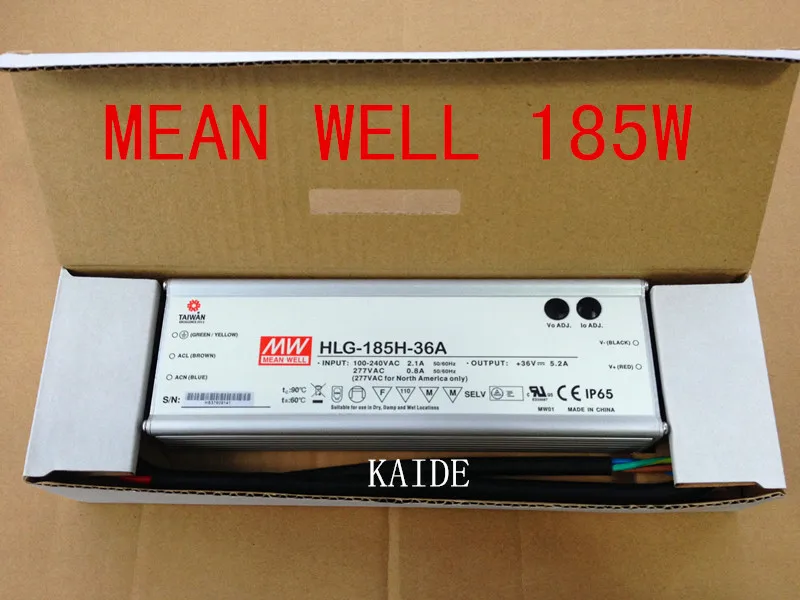 MEAN WELL 185W
TAIWAN
Vo ADJ. Io ADJ.
(GREEN/YELLOW)
ACL (BROWN)
ACN (BLUE)
S/N:
MW
MEAN WELL
HLG-185H-36A
INPUT: 100-240VAC 2.1A 50/60Hz
277VAC 0.8A 50/60Hz
(277VAC for North America only)
OUTPUT: +36V 5.2A
V- (BLACK)
V+ (RED)
tc:90°C
ta:60°C
F 110 M M SELV
Suitable for use in Dry, Damp and Wet Locations
c US
CE IP65
MW01 MADE IN CHINA
KAIDE